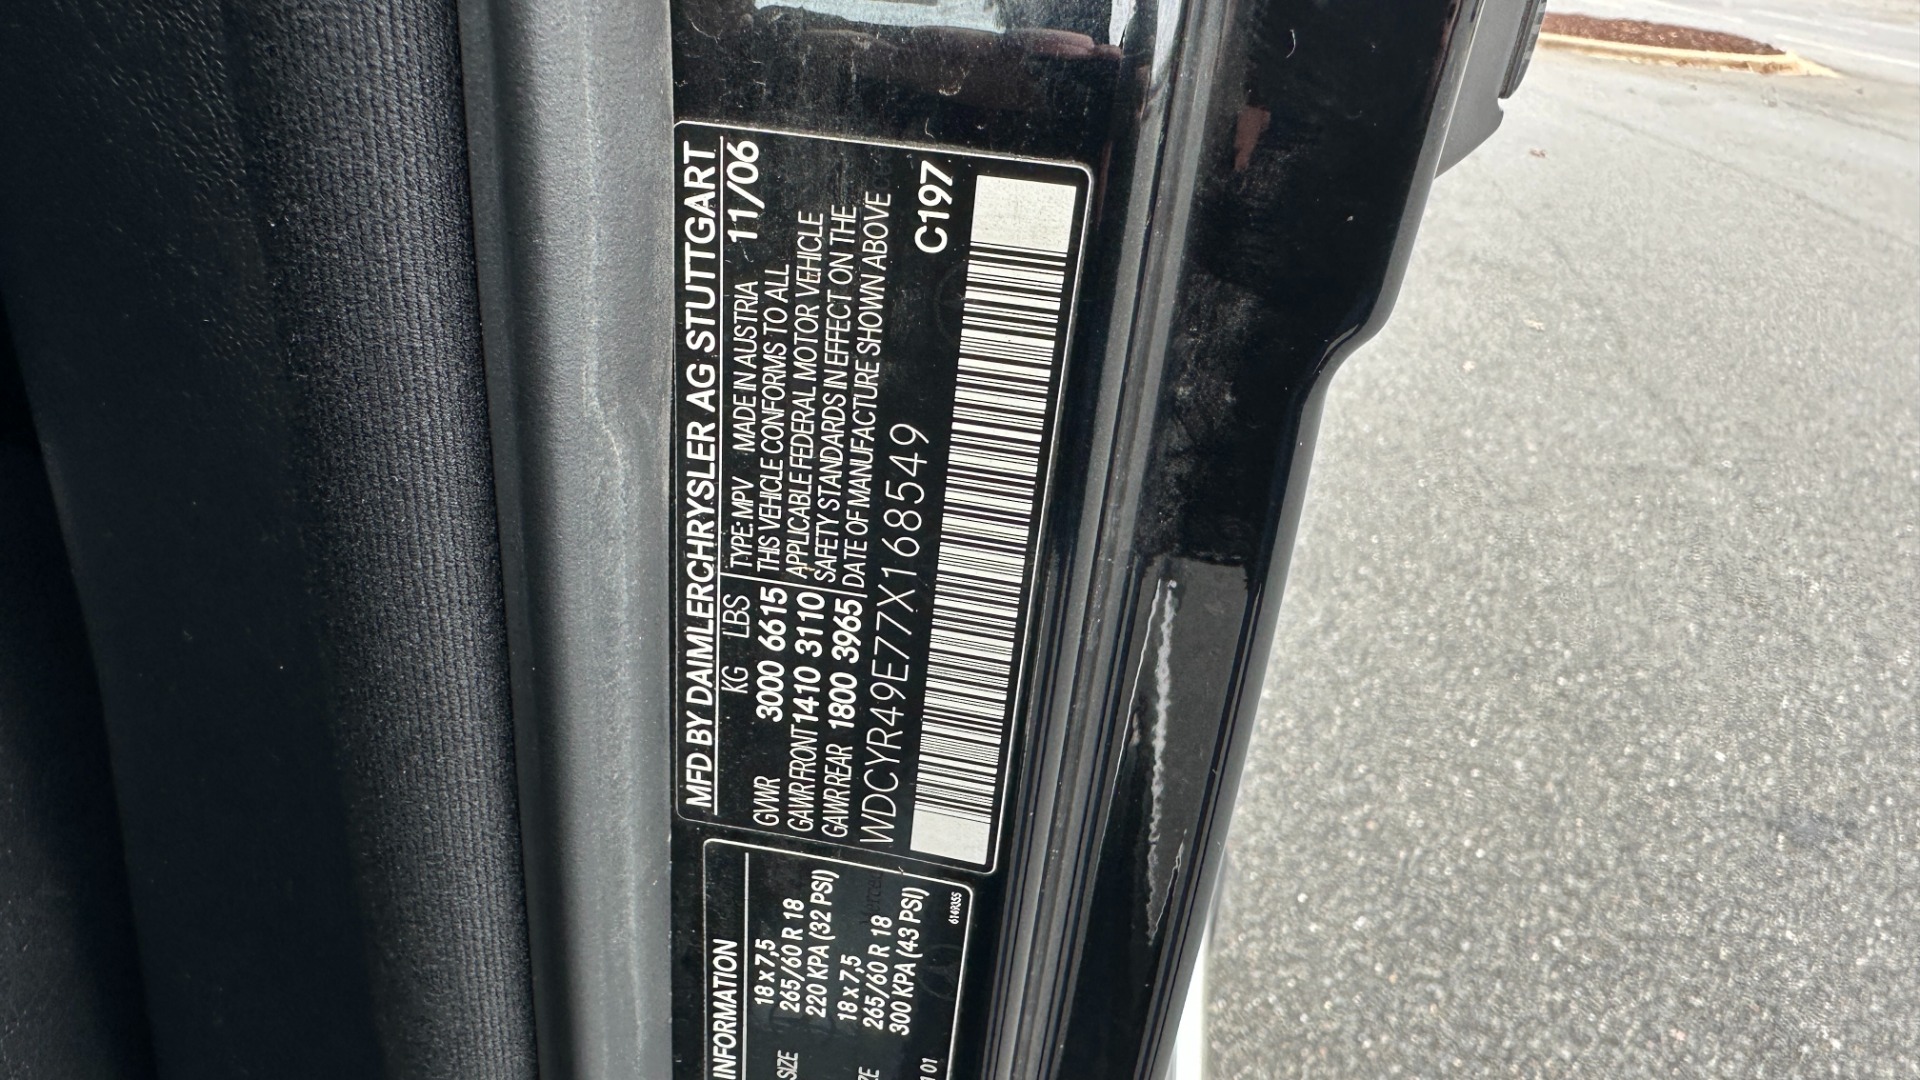 MFD BY DAIMLERCHRYSLER AG STUTTGART
KG LBS TYPE: MPV MADE IN AUSTRIA 11/06
GVWR 3000 6615 THIS VEHICLE CONFORMS TO ALL
GAWR FRONT 1410 3110 APPLICABLE FEDERAL MOTOR VEHICLE
SAFETY STANDARDS IN EFFECT ON THE
GAWR REAR 1800 3965 DATE OF MANUFACTURE SHOWN ABOVE
WDCYR49E77X168549 C197
INFORMATION
SIZE 18 x 7,5
265/60 R 18
220 KPA (32 PSI)
18 x 7,5
265/60 R 18
300 KPA (43 PSI)
6149355